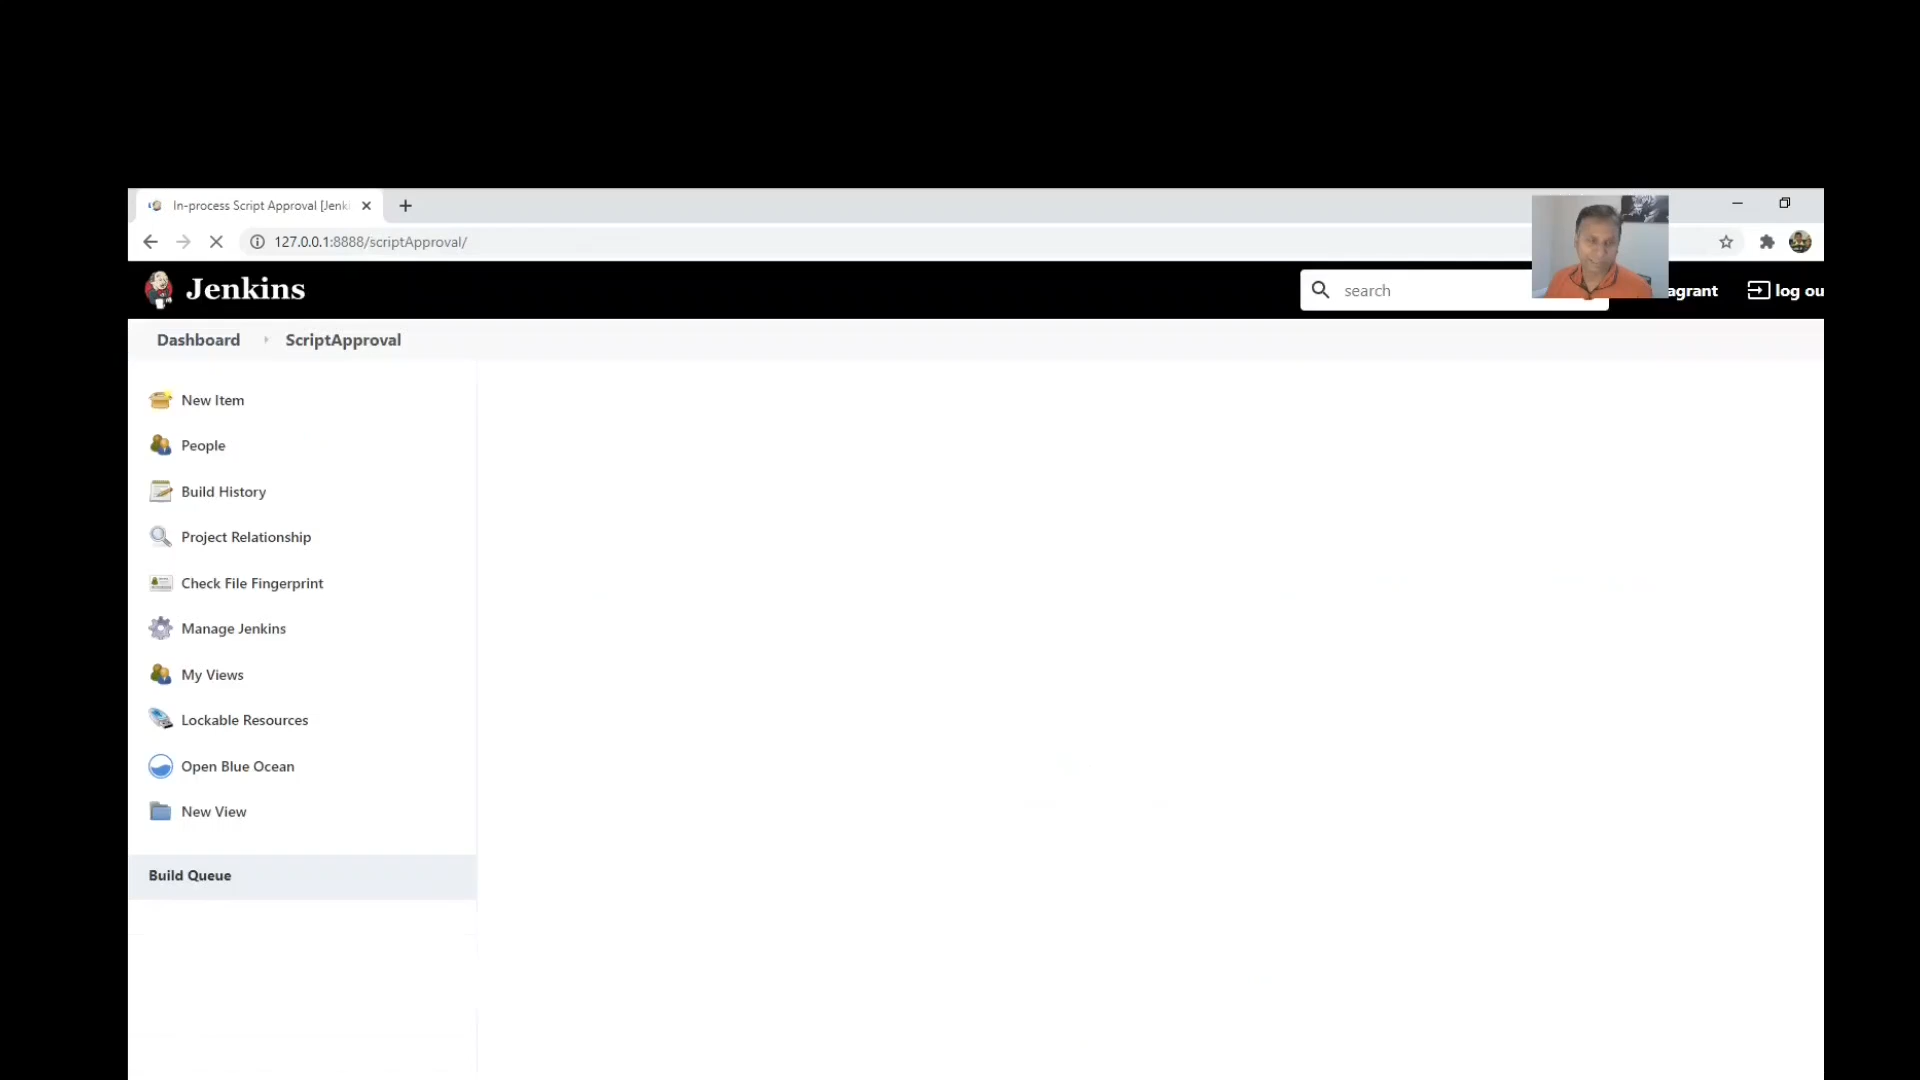 In-process Script Approval [Jenk
127.0.0.1:8888/scriptApproval/
Jenkins
search
agrant
log ou
Dashboard
ScriptApproval
New Item
People
Build History
Project Relationship
Check File Fingerprint
Manage Jenkins
My Views
Lockable Resources
Open Blue Ocean
New View
Build Queue